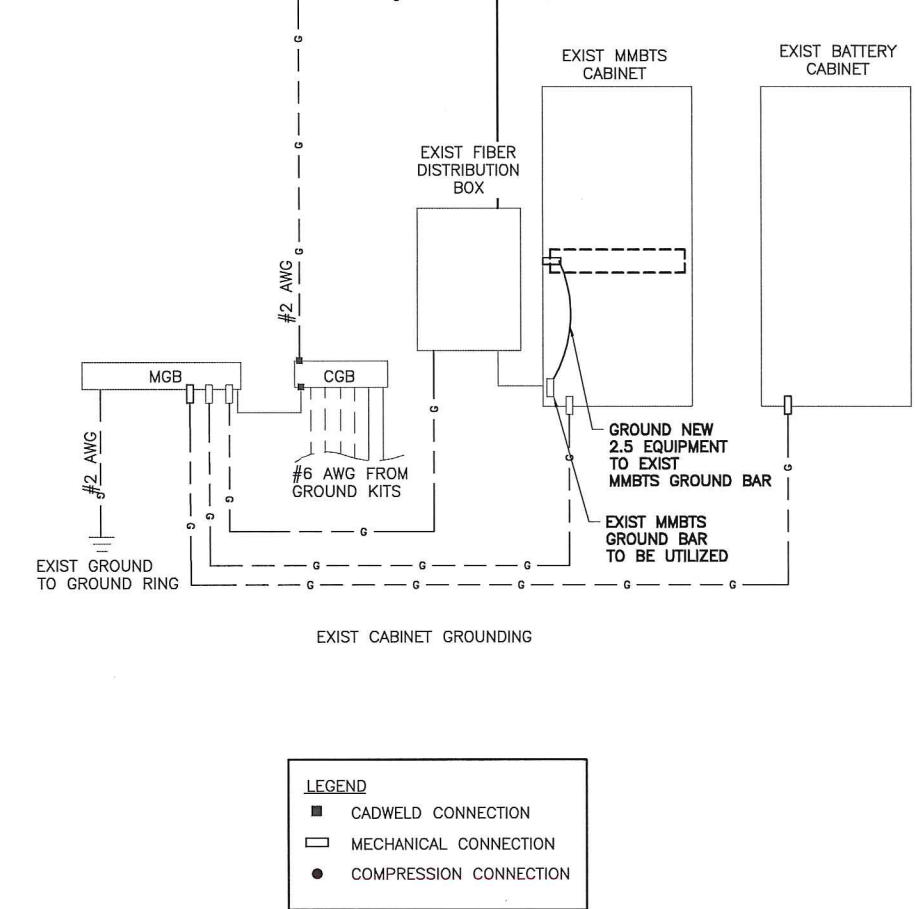 G
G
G
#2 AWG
EXIST FIBER
DISTRIBUTION
BOX
EXIST MMBTS
CABINET
EXIST BATTERY
CABINET
MGB
CGB
#2 AWG
G
#6 AWG FROM
GROUND KITS
G
G
G
G
G
G
G
GROUND NEW
2.5 EQUIPMENT
TO EXIST
MMBTS GROUND BAR
EXIST MMBTS
GROUND BAR
TO BE UTILIZED
EXIST GROUND
TO GROUND RING
G
G
G
G
G
G
G
G
EXIST CABINET GROUNDING
LEGEND
CADWELD CONNECTION
MECHANICAL CONNECTION
COMPRESSION CONNECTION